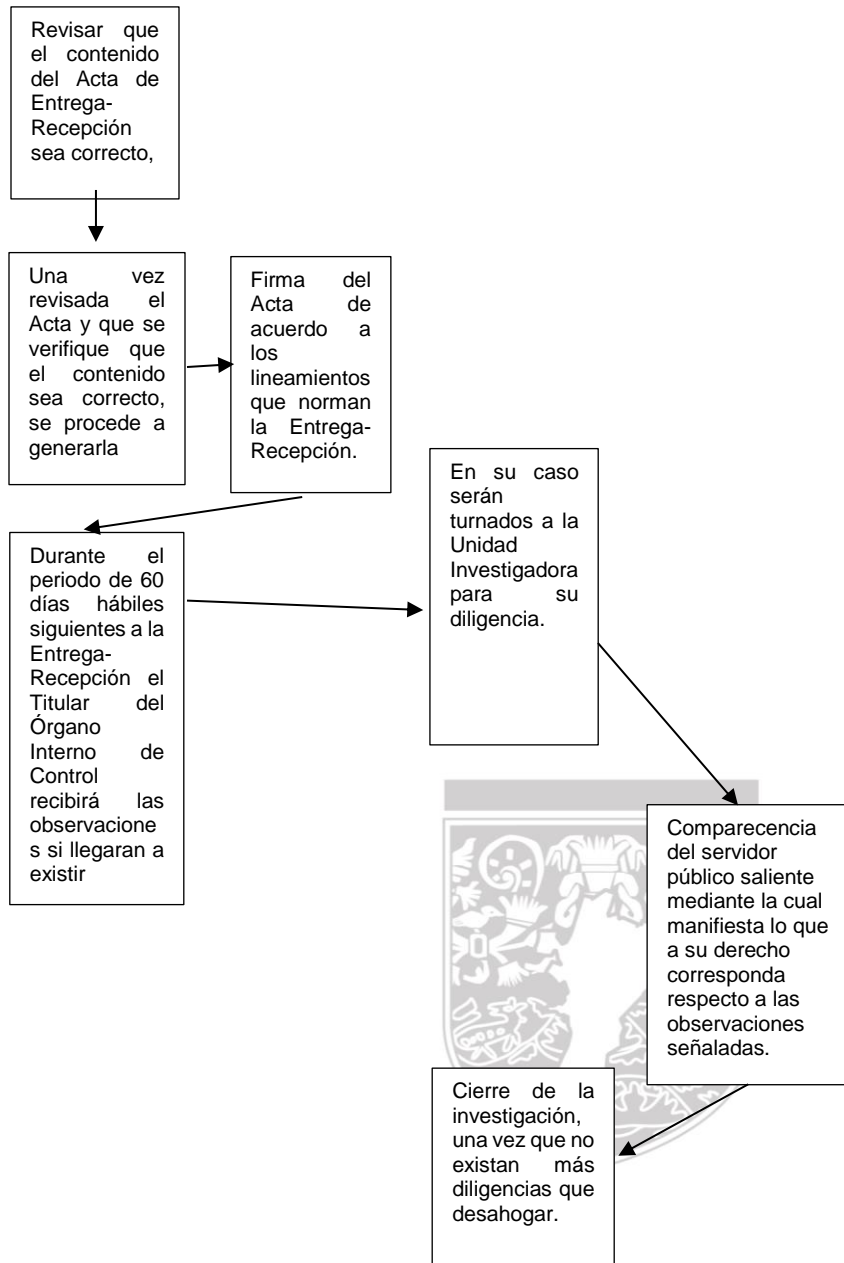 Revisar que
el contenido
del Acta de
Entrega-
Recepción
sea correcto,
Una vez
revisada el
Acta y que se
verifique que
el contenido
sea correcto,
se procede a
generarla
Firma del
Acta de
acuerdo a
los
lineamientos
que norman
la Entrega-
Recepción.
Durante el
periodo de 60
días hábiles
siguientes a la
Entrega-
Recepción el
Titular del
Órgano
Interno de
Control
recibirá las
observacione
s si llegaran a
existir
En su caso
serán
turnados a la
Unidad
Investigadora
para su
diligencia.
Comparecencia
del servidor
público saliente
mediante la cual
manifiesta lo que
a su derecho
corresponda
respecto a las
observaciones
señaladas.
Cierre de la
investigación,
una vez que no
existan más
diligencias que
desahogar.